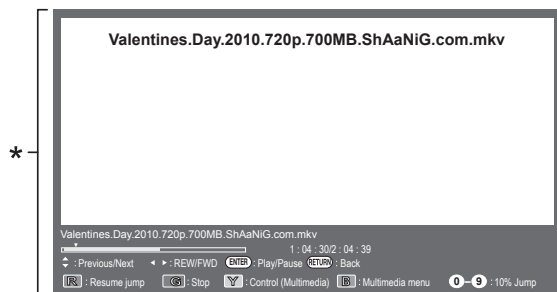 Valentines.Day.2010.720p.700MB.ShAaNiG.com.mkv
*
Valentines.Day.2010.720p.700MB.ShAaNiG.com.mkv
1 : 04 : 30/2 : 04 : 39
: Previous/Next : REW/FWD ENTER : Play/Pause RETURN : Back
R : Resume jump G : Stop Y : Control (Multimedia) B : Multimedia menu 0–9 : 10% Jump